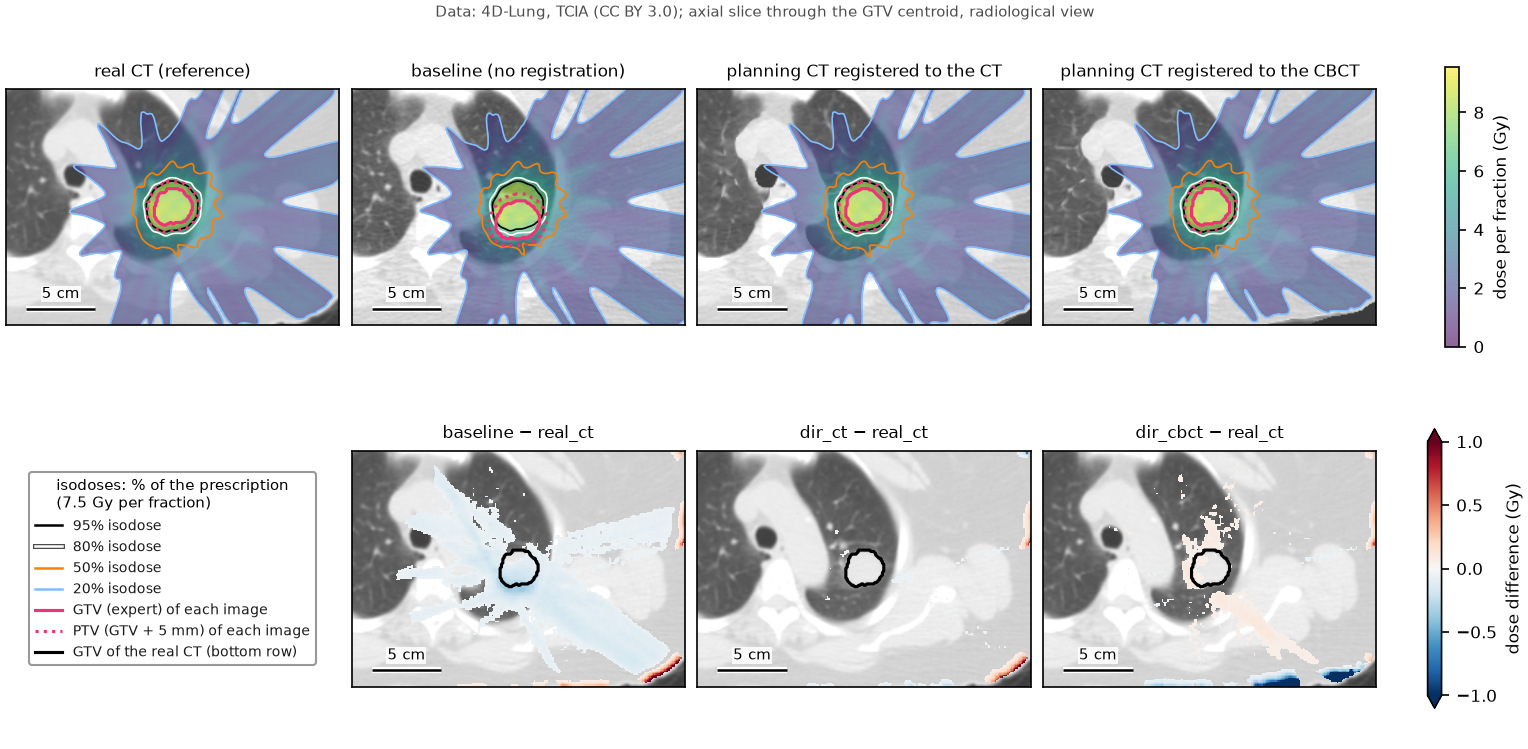 Data: 4D-Lung, TCIA (CC BY 3.0); axial slice through the GTV centroid, radiological view
real CT (reference)
baseline (no registration)
planning CT registered to the CT
planning CT registered to the CBCT
5 cm
5 cm
5 cm
5 cm
8
6
4
2
0
dose per fraction (Gy)
baseline − real_ct
dir_ct − real_ct
dir_cbct − real_ct
isodoses: % of the prescription
(7.5 Gy per fraction)
95% isodose
80% isodose
50% isodose
20% isodose
GTV (expert) of each image
PTV (GTV + 5 mm) of each image
GTV of the real CT (bottom row)
5 cm
5 cm
5 cm
1.0
0.5
0.0
−0.5
−1.0
dose difference (Gy)